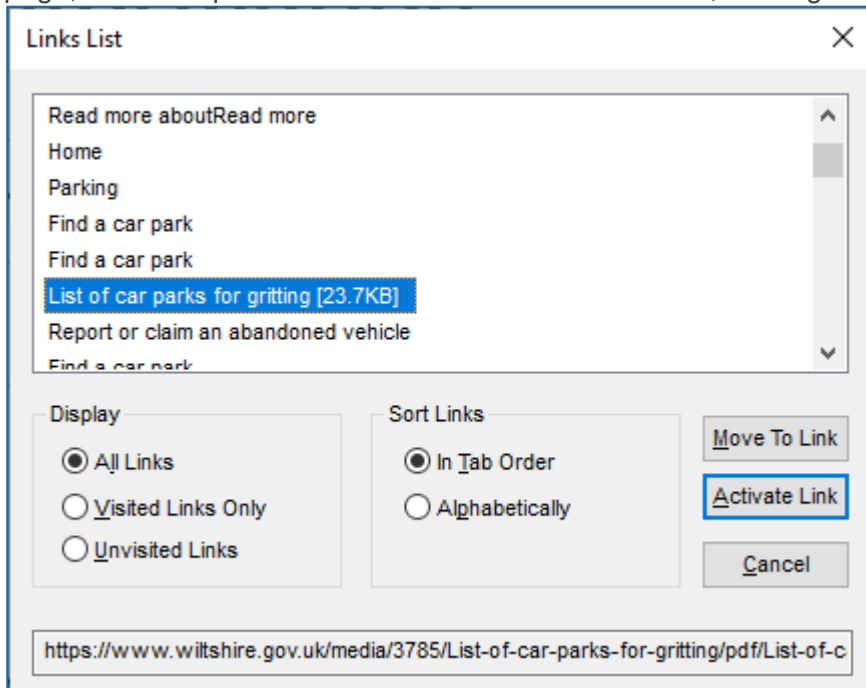 Links List
Read more aboutRead more
Home
Parking
Find a car park
Find a car park
List of car parks for gritting [23.7KB]
Report or claim an abandoned vehicle
Find a car park
Display
All Links
Visited Links Only
Unvisited Links
Sort Links
In Tab Order
Alphabetically
Move To Link
Activate Link
Cancel
https://www.wiltshire.gov.uk/media/3785/List-of-car-parks-for-gritting/pdf/List-of-c